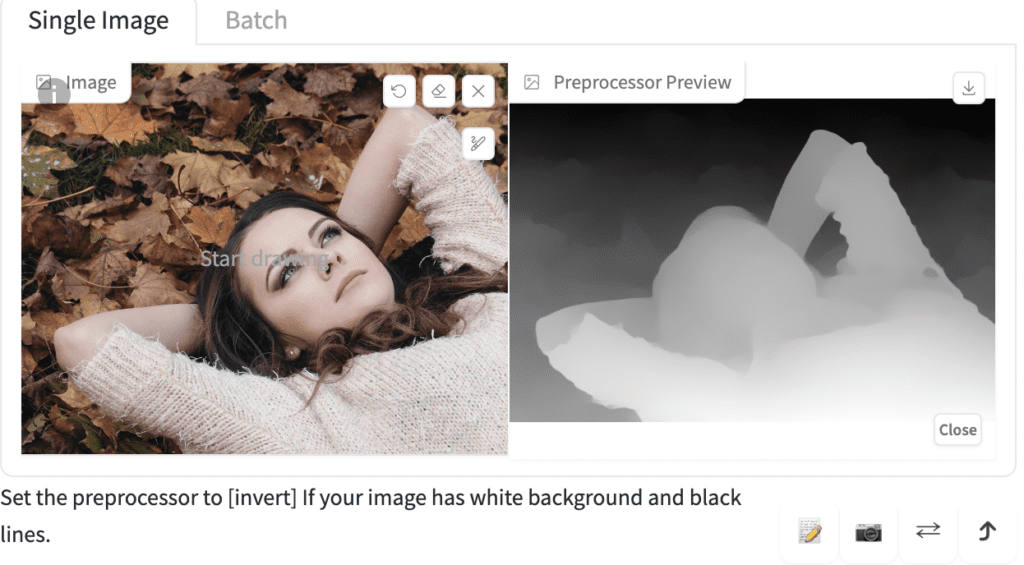 Single Image
Batch
Image
Preprocessor Preview
Start drawing
Close
Set the preprocessor to [invert] If your image has white background and black
lines.